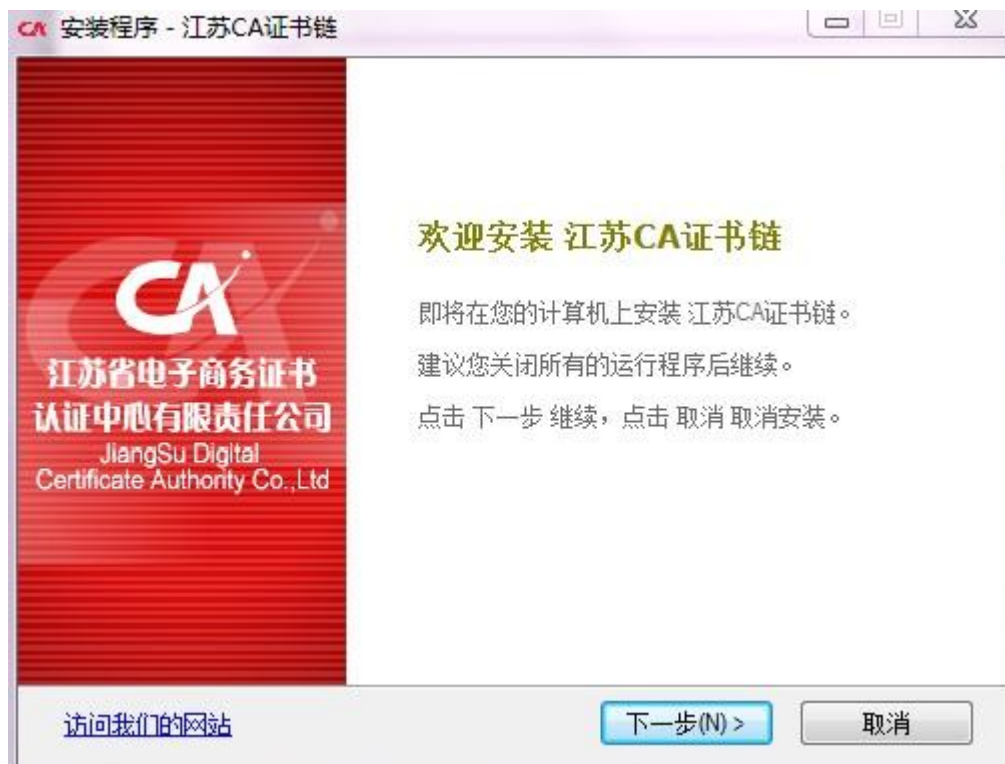 CA 安装程序 - 江苏CA证书链
CA
江苏省电子商务证书
认证中心有限责任公司
JiangSu Digital
Certificate Authority Co.,Ltd
欢迎安装 江苏CA证书链
即将在您的计算机上安装 江苏CA证书链。
建议您关闭所有的运行程序后继续。
点击 下一步 继续，点击 取消 取消安装。
访问我们的网站
下一步(N) >
取消